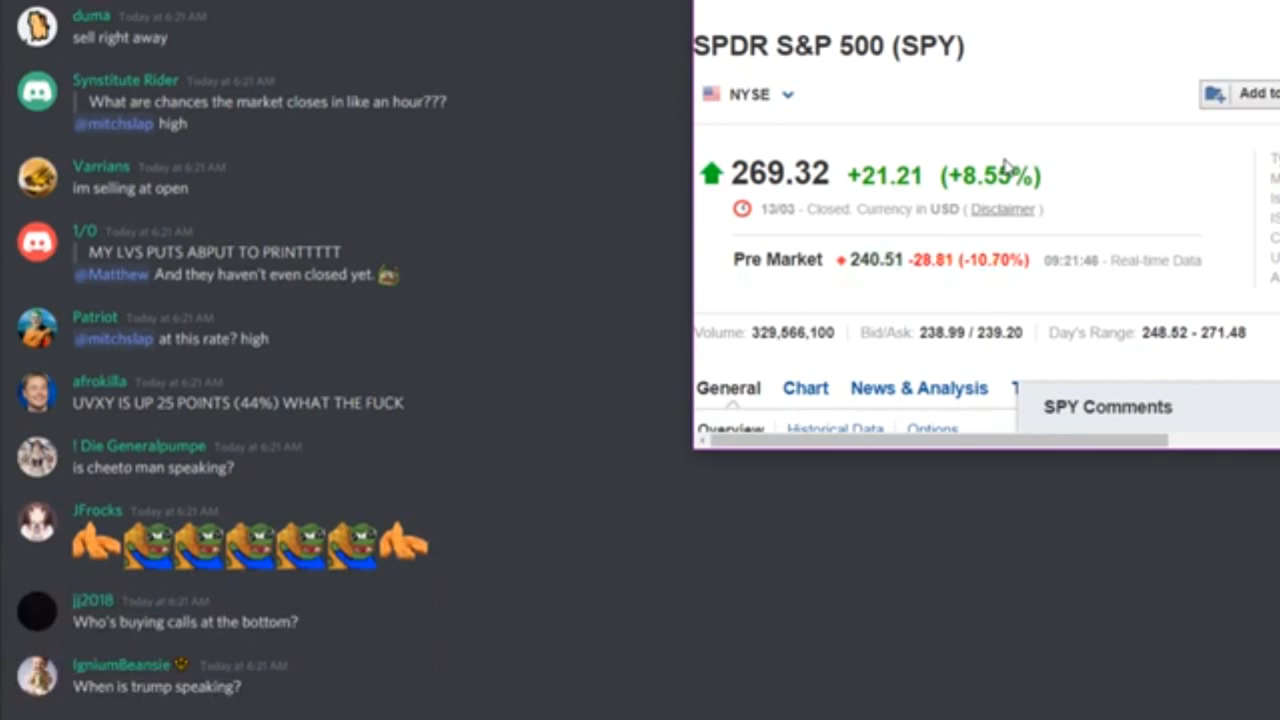 duma Today at 6:21 AM
sell right away
Synstitute Rider Today at 6:21 AM
What are chances the market closes in like an hour???
@mitchslap high
Varrians Today at 6:21 AM
im selling at open
1/0 Today at 6:21 AM
MY LVS PUTS ABPUT TO PRINTTTTT
@Matthew And they haven't even closed yet.
Patriot Today at 6:21 AM
@mitchslap at this rate? high
afrokilla Today at 6:21 AM
UVXY IS UP 25 POINTS (44%) WHAT THE FUCK
! Die Generalpumpe Today at 6:21 AM
is cheeto man speaking?
JFrocks Today at 6:21 AM
jj2018 Today at 6:21 AM
Who's buying calls at the bottom?
IgniumBeansie Today at 6:21 AM
When is trump speaking?
SPDR S&P 500 (SPY)
NYSE
Add to
269.32 +21.21 (+8.55%)
13/03 - Closed. Currency in USD ( Disclaimer )
Pre Market 240.51 -28.81 (-10.70%) 09:21:48 - Real-time Data
Volume: 329,566,100 Bid/Ask: 238.99 / 239.20 Day's Range: 248.52 - 271.48
General Chart News & Analysis
SPY Comments
Overview Historical Data Options